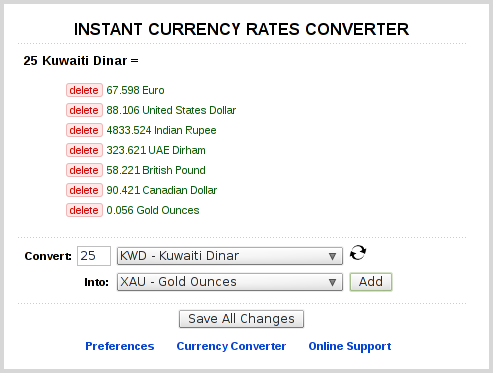 INSTANT CURRENCY RATES CONVERTER
25 Kuwaiti Dinar =
delete 67.598 Euro
delete 88.106 United States Dollar
delete 4833.524 Indian Rupee
delete 323.621 UAE Dirham
delete 58.221 British Pound
delete 90.421 Canadian Dollar
delete 0.056 Gold Ounces
Convert: 25 KWD - Kuwaiti Dinar
Into: XAU - Gold Ounces Add
Save All Changes
Preferences Currency Converter Online Support